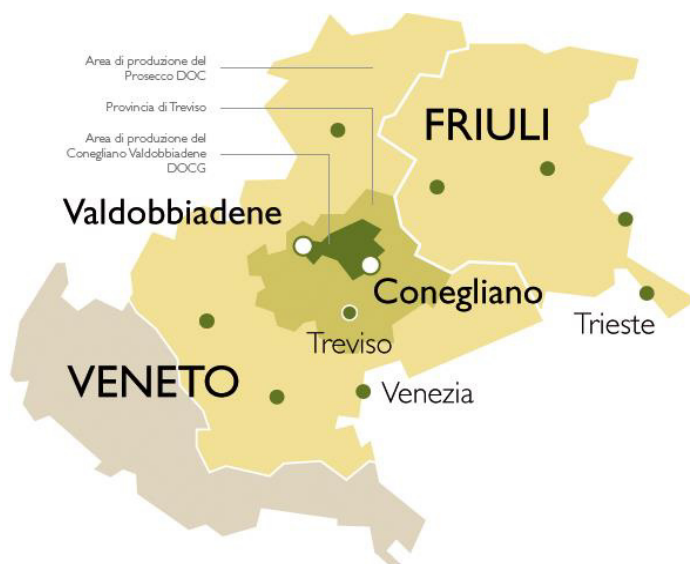 Area di produzione del
Prosecco DOC
Provincia di Treviso
Area di produzione del
Conegliano Valdobbiadene
DOCG
FRIULI
Valdobbiadene
Conegliano
Trieste
Treviso
VENETO
Venezia